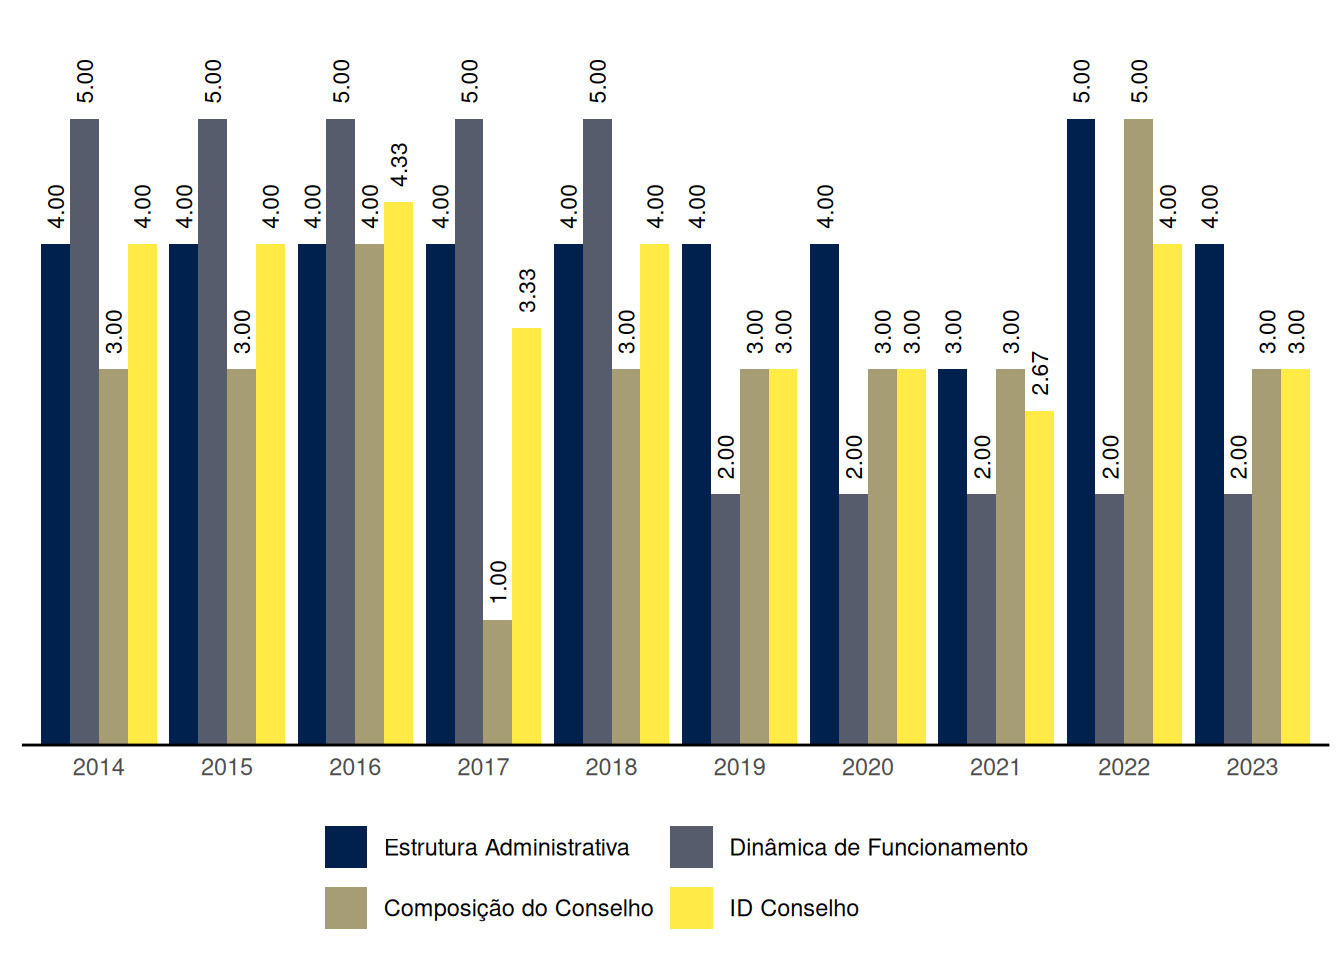 5.00 5.00 5.00 5.00 5.00 5.00 5.00
4.33
4.00 4.00 4.00 4.00 4.00 4.00 4.00 4.00 4.00 4.00 4.00 4.00 4.00
3.33
3.00 3.00 3.00 3.00 3.00 3.00 3.00 3.00 3.00 3.00 3.00
2.67
2.00 2.00 2.00 2.00 2.00
1.00
2014 2015 2016 2017 2018 2019 2020 2021 2022 2023
Estrutura Administrativa Dinâmica de Funcionamento
Composição do Conselho ID Conselho